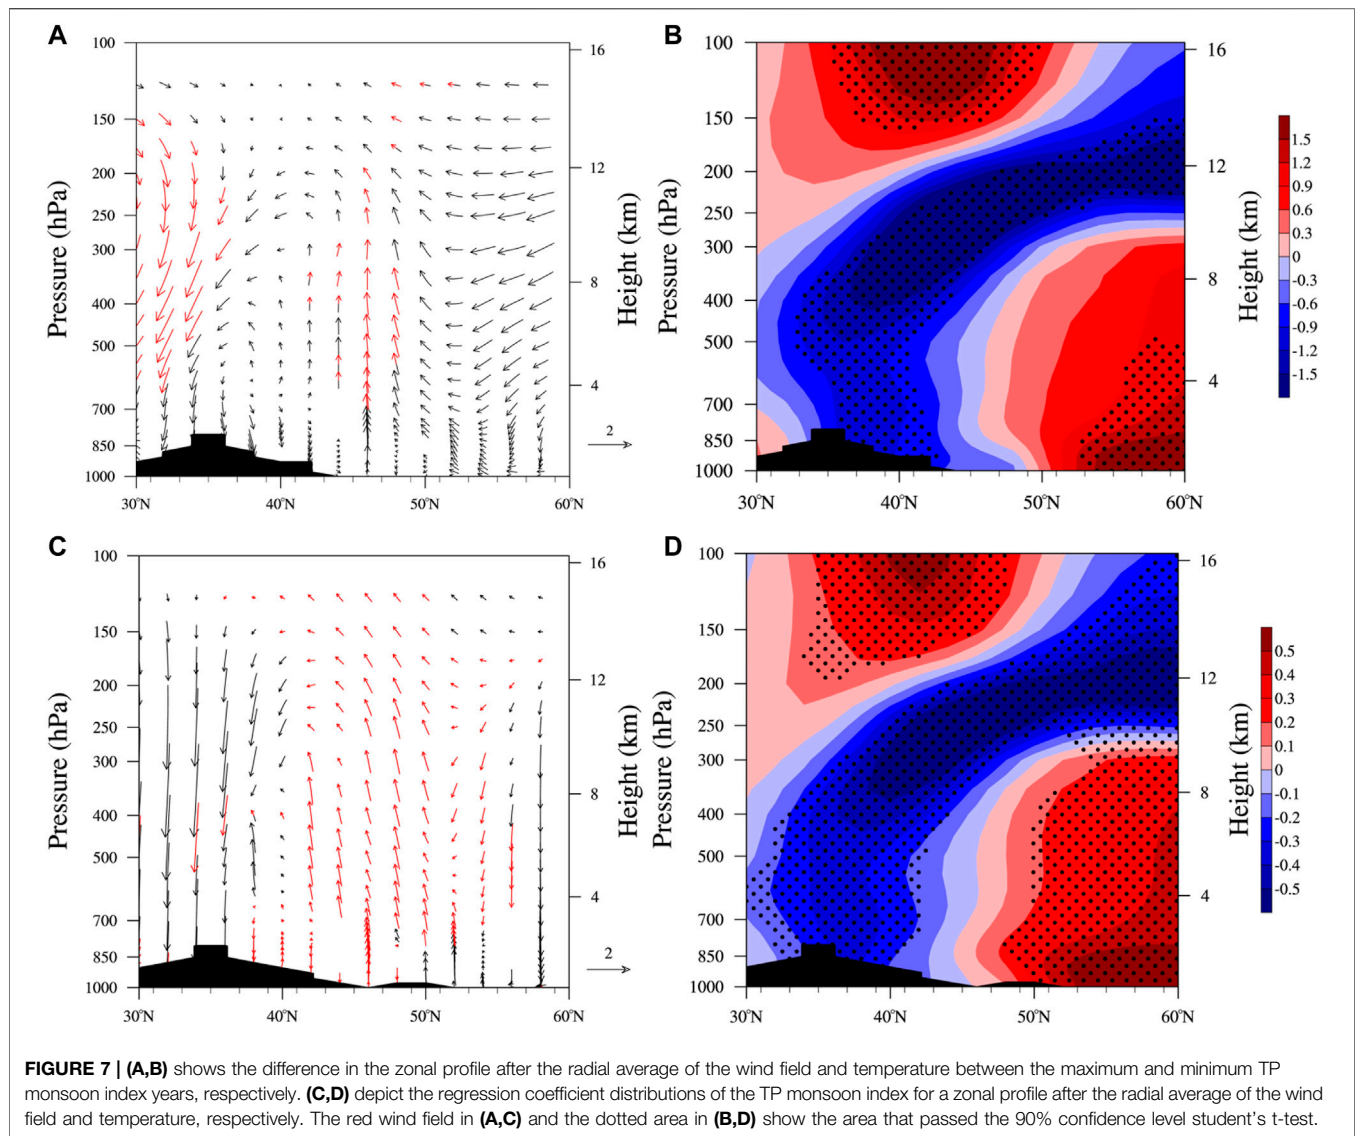 A
100
150
200
250
300
400
500
700
850
1000
Pressure (hPa)
30°N
40°N
50°N
60°N
16
12
8
4
Height (km)
2
B
100
150
200
250
300
400
500
700
850
1000
Pressure (hPa)
30°N
40°N
50°N
60°N
16
12
8
4
Height (km)
1.5
1.2
0.9
0.6
0.3
0
-0.3
-0.6
-0.9
-1.2
-1.5
C
100
150
200
250
300
400
500
700
850
1000
Pressure (hPa)
30°N
40°N
50°N
60°N
16
12
8
4
Height (km)
2
D
100
150
200
250
300
400
500
700
850
1000
Pressure (hPa)
30°N
40°N
50°N
60°N
16
12
8
4
Height (km)
0.5
0.4
0.3
0.2
0.1
0
-0.1
-0.3
-0.4
-0.5
FIGURE 7 | (A,B) shows the difference in the zonal profile after the radial average of the wind field and temperature between the maximum and minimum TP
monsoon index years, respectively. (C,D) depict the regression coefficient distributions of the TP monsoon index for a zonal profile after the radial average of the wind
field and temperature, respectively. The red wind field in (A,C) and the dotted area in (B,D) show the area that passed the 90% confidence level student's t-test.